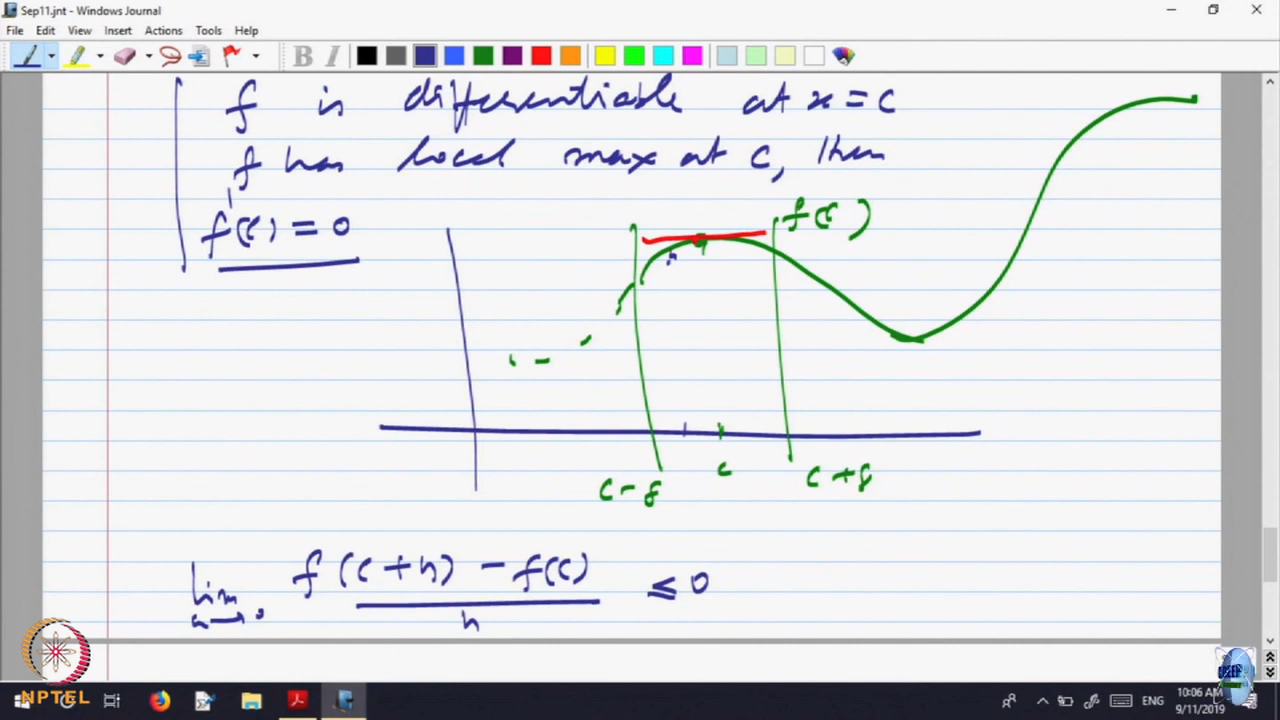 Sep11.jnt - Windows Journal
File Edit View Insert Actions Tools Help
B I
f is differentiable at x = c
f has local max at c, then
f'(c) = 0
f(c)
c
c - δ
c + δ
lim h→0 f(c+h) - f(c) / h ≤ 0
NPTEL
ENG
10:06 AM
9/11/2019